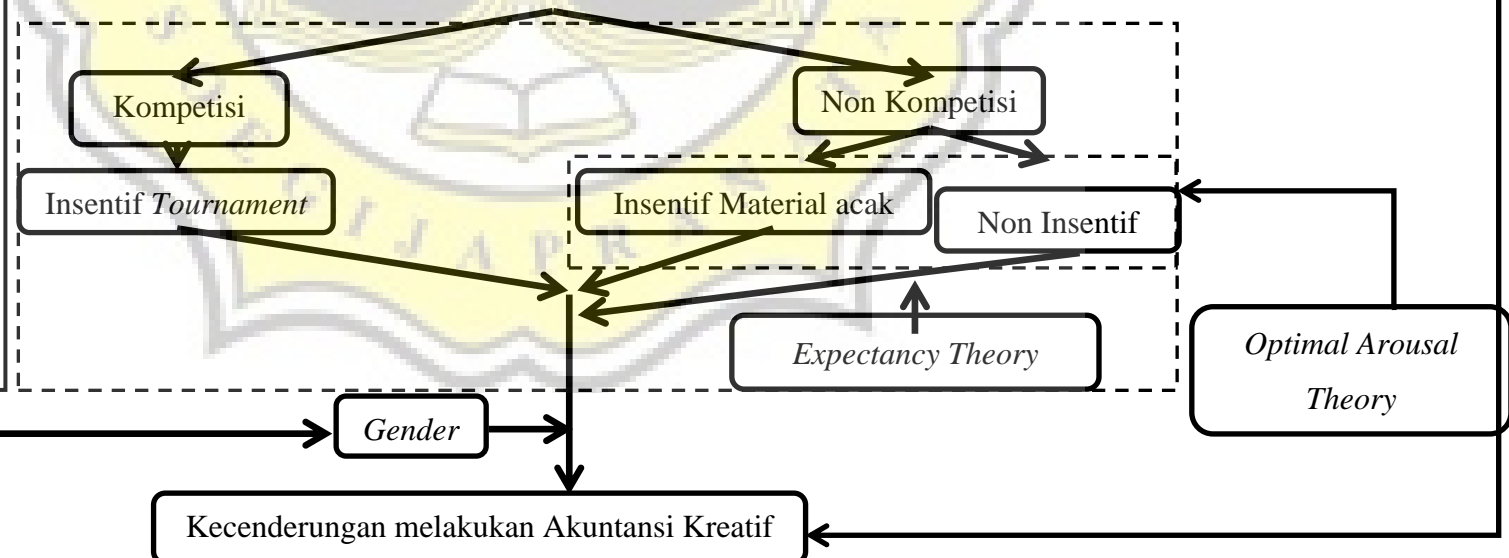 Kompetisi
Non Kompetisi
Insentif Tournament
Insentif Material acak
Non Insentif
Expectancy Theory
Optimal Arousal
Theory
Gender
Kecenderungan melakukan Akuntansi Kreatif